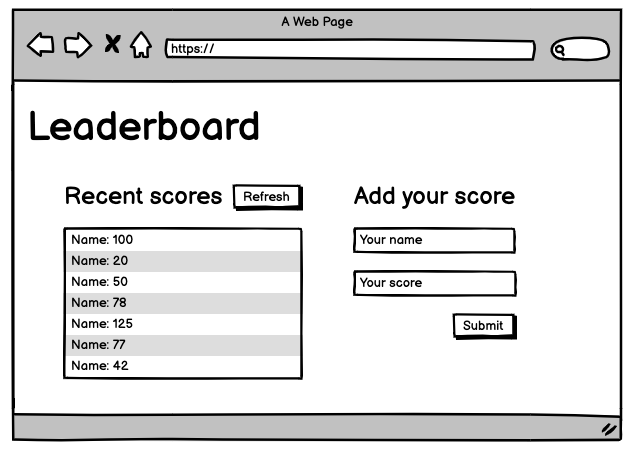 A Web Page
https://
Leaderboard
Recent scores
Refresh
Name: 100
Name: 20
Name: 50
Name: 78
Name: 125
Name: 77
Name: 42
Add your score
Your name
Your score
Submit